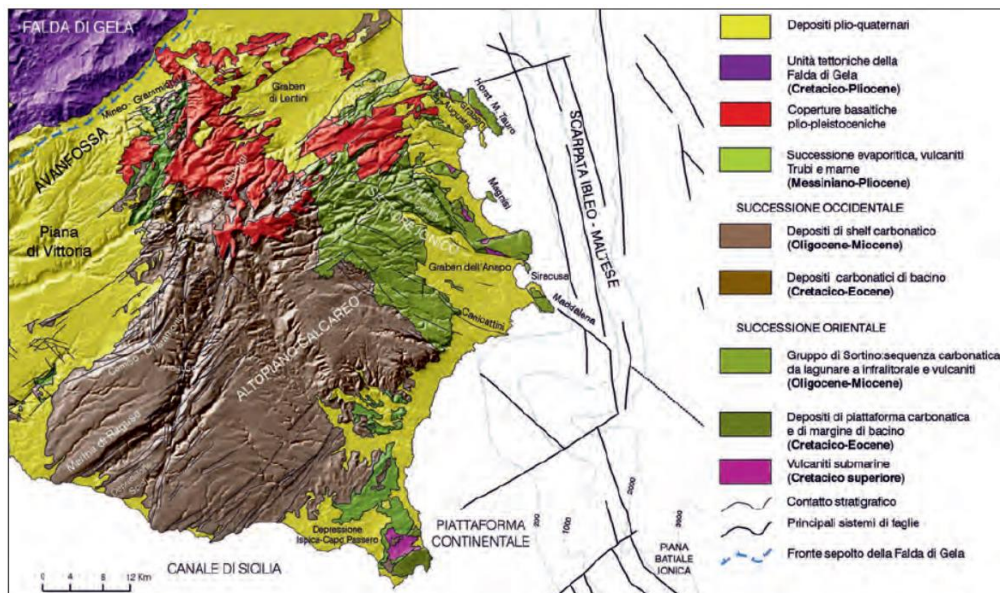 FALDA DI GELA
AVANFOSSA
Piana
di Vittoria
Graben
di Lentini
Horst M. Tauro
Magnisi
Graben dell'Anapo
Siracusa
Maddalena
Canicattini
ALTOPIANO CALCAREO
Marina di Ragusa
Depressione
Ispica-Capo Passero
SCARPATA IBLEO - MALTESE
PIATTAFORMA
CONTINENTALE
CANALE DI SICILIA
PIANA
BATIALE
IONICA
200
1000
2000
3000
0 4 8 12 Km
Depositi plio-quaternari
Unità tettoniche della
Falda di Gela
(Cretacico-Pliocene)
Coperture basaltiche
plio-pleistoceniche
Successione evaporitica, vulcaniti
Trubi e marne
(Messiniano-Pliocene)
SUCCESSIONE OCCIDENTALE
Depositi di shelf carbonatico
(Oligocene-Miocene)
Depositi carbonatici di bacino
(Cretacico-Eocene)
SUCCESSIONE ORIENTALE
Gruppo di Sortino:sequenza carbonatica
da lagunare a infralitorale e vulcaniti
(Oligocene-Miocene)
Depositi di piattaforma carbonatica
e di margine di bacino
(Cretacico-Eocene)
Vulcaniti submarine
(Cretacico superiore)
Contatto stratigrafico
Principali sistemi di faglie
Fronte sepolto della Falda di Gela